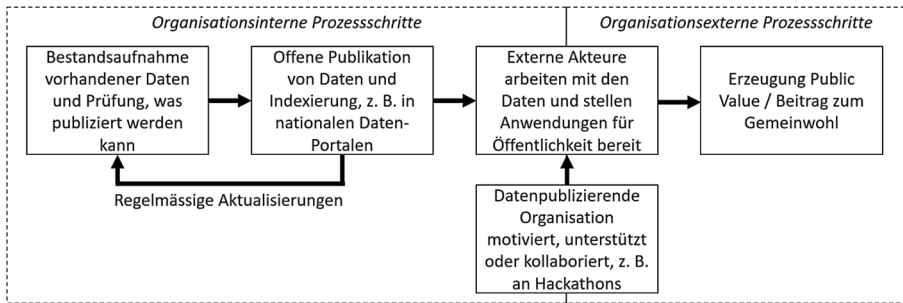 Organisationsinterne Prozessschritte
Organisationsexterne Prozessschritte
Bestandsaufnahme
vorhandener Daten
und Prüfung, was
publiziert werden
kann
Offene Publikation
von Daten und
Indexierung, z. B. in
nationalen Daten-
Portalen
Externe Akteure
arbeiten mit den
Daten und stellen
Anwendungen für
Öffentlichkeit bereit
Erzeugung Public
Value / Beitrag zum
Gemeinwohl
Regelmässige Aktualisierungen
Datenpublizierende
Organisation
motiviert, unterstützt
oder kollaboriert, z. B.
an Hackathons